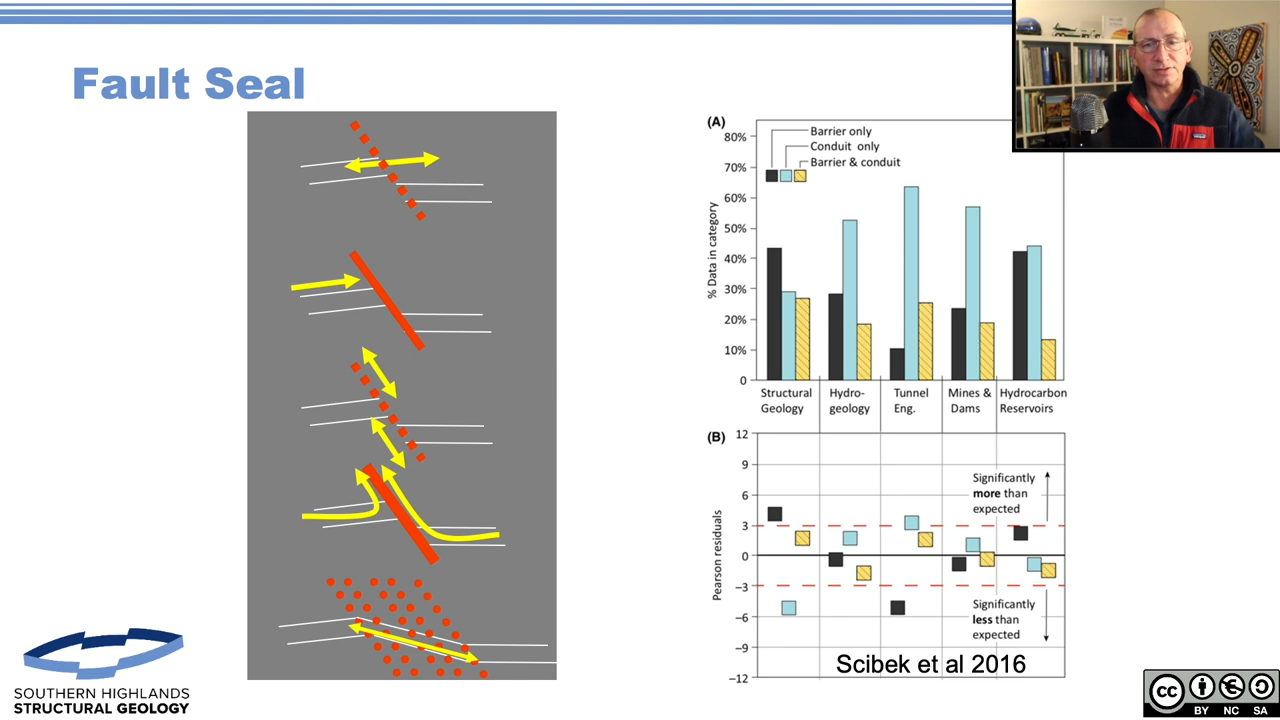 Fault Seal
(A)
Barrier only
Conduit only
Barrier & conduit
80%
70%
60%
50%
40%
30%
20%
10%
0
% Data in category
Structural
Geology
Hydro-
geology
Tunnel
Eng.
Mines &
Dams
Hydrocarbon
Reservoirs
(B)
12
9
6
3
0
–3
–6
–9
–12
Pearson residuals
Significantly
more than
expected
Significantly
less than
expected
Scibek et al 2016
SOUTHERN HIGHLANDS
STRUCTURAL GEOLOGY
cc
BY NC SA